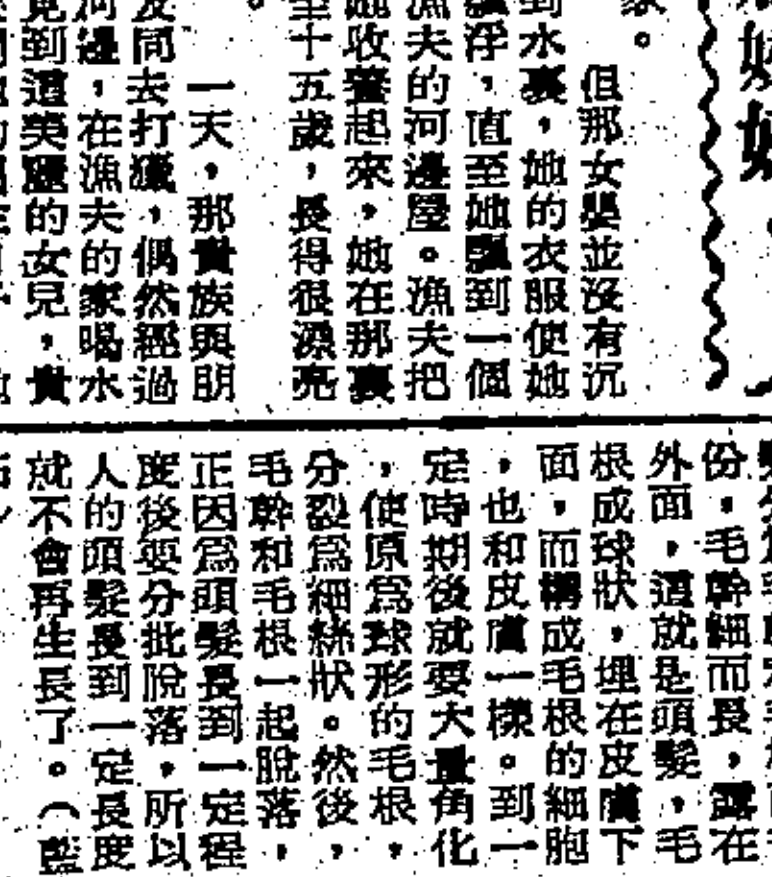 家。
但那女嬰並沒有沉
到水裏，她的衣服使她
飄浮，直至她飄到一個
漁夫的河邊屋。漁夫把
她收養起來，她在那裏
至十五歲，長得很漂亮
。
一天，那貴族與朋
友同去打獵，偶然經過
河邊，在漁夫的家喝水
見到這美麗的女兒，貴
份，毛幹細而長，露在
外面，這就是頭髮，毛
根成球狀，埋在皮膚下
面，而構成毛根的細胞
，也和皮膚一樣。到一
定時期後就要大量角化
，使原爲球形的毛根，
分裂爲細絲狀。然後，
毛幹和毛根一起脫落，
正因爲頭髮長到一定程
度後要分批脫落，所以
人的頭髮長到一定長度
就不會再生長了。（藍